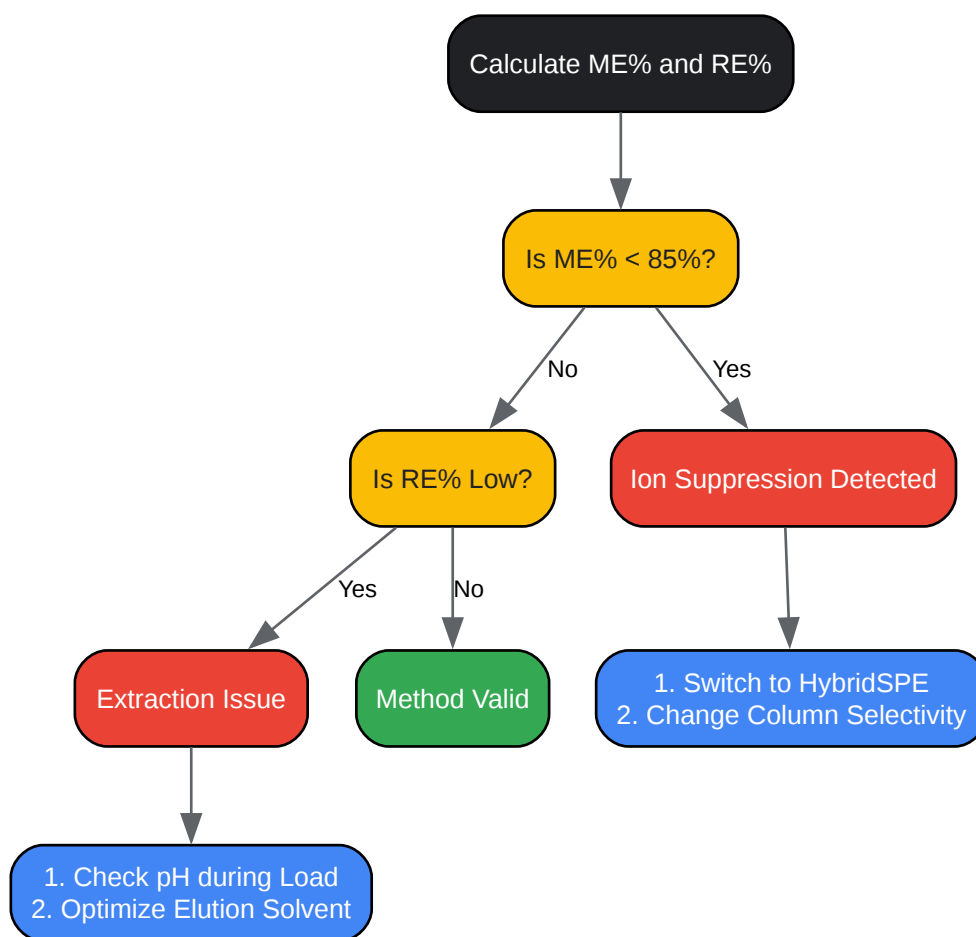 Calculate ME% and RE%
Is ME% < 85%?
No
Yes
Is RE% Low?
Ion Suppression Detected
Yes
No
Extraction Issue
Method Valid
1. Switch to HybridSPE
2. Change Column Selectivity
1. Check pH during Load
2. Optimize Elution Solvent